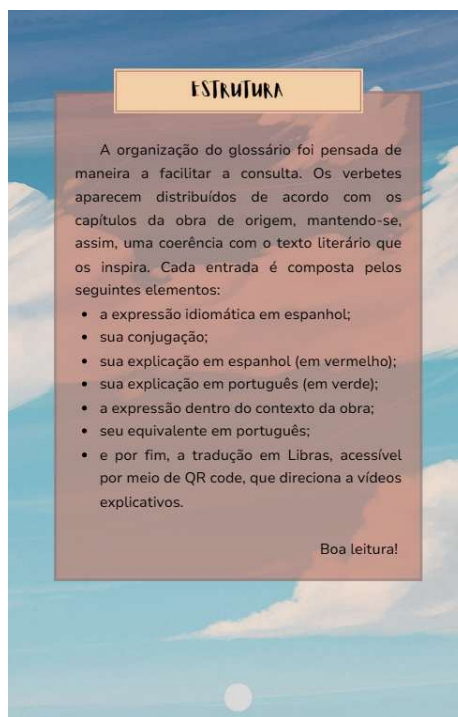 ESTRUTURA
A organização do glossário foi pensada de
maneira a facilitar a consulta. Os verbetes
aparecem distribuídos de acordo com os
capítulos da obra de origem, mantendo-se,
assim, uma coerência com o texto literário que
os inspira. Cada entrada é composta pelos
seguintes elementos:
• a expressão idiomática em espanhol;
• sua conjugação;
• sua explicação em espanhol (em vermelho);
• sua explicação em português (em verde);
• a expressão dentro do contexto da obra;
• seu equivalente em português;
• e por fim, a tradução em Libras, acessível
por meio de QR code, que direciona a vídeos
explicativos.
Boa leitura!